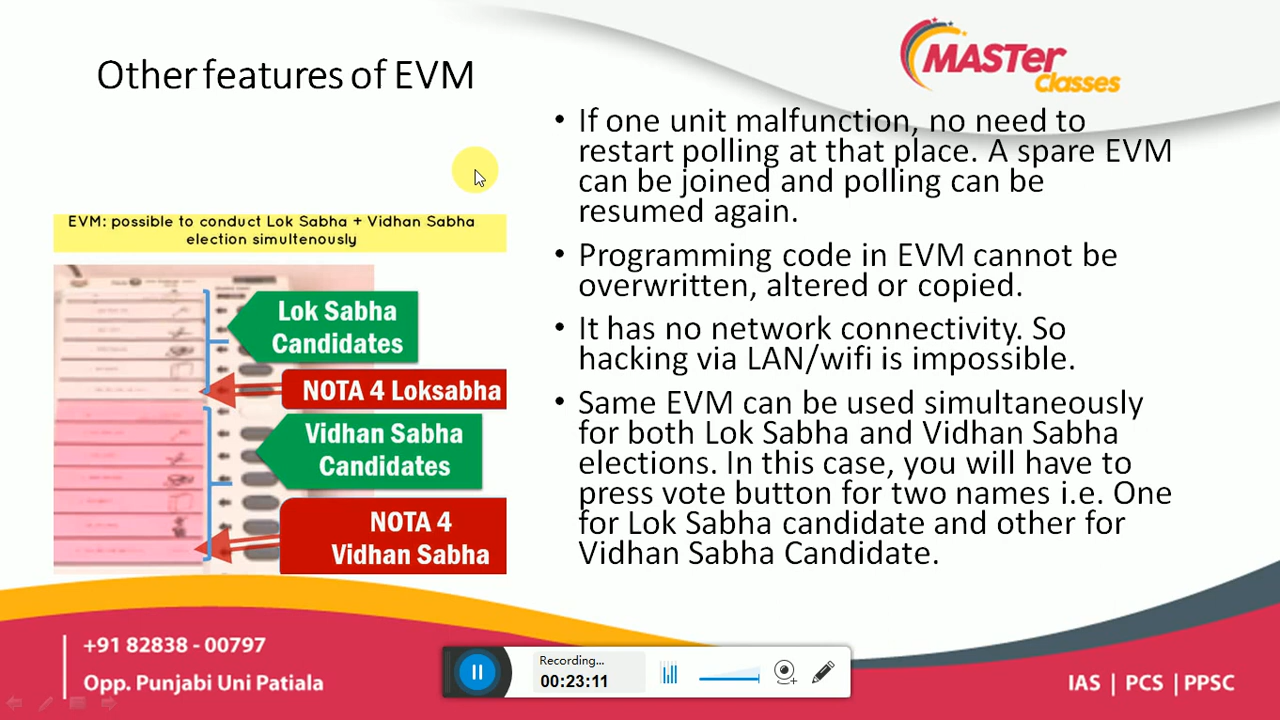 Other features of EVM
MASTer
Classes
EVM: possible to conduct Lok Sabha + Vidhan Sabha
election simultenously
Lok Sabha
Candidates
NOTA 4 Loksabha
Vidhan Sabha
Candidates
NOTA 4
Vidhan Sabha
• If one unit malfunction, no need to
restart polling at that place. A spare EVM
can be joined and polling can be
resumed again.
• Programming code in EVM cannot be
overwritten, altered or copied.
• It has no network connectivity. So
hacking via LAN/wifi is impossible.
• Same EVM can be used simultaneously
for both Lok Sabha and Vidhan Sabha
elections. In this case, you will have to
press vote button for two names i.e. One
for Lok Sabha candidate and other for
Vidhan Sabha Candidate.
+91 82838 - 00797
Opp. Punjabi Uni Patiala
Recording...
00:23:11
IAS | PCS | PPSC